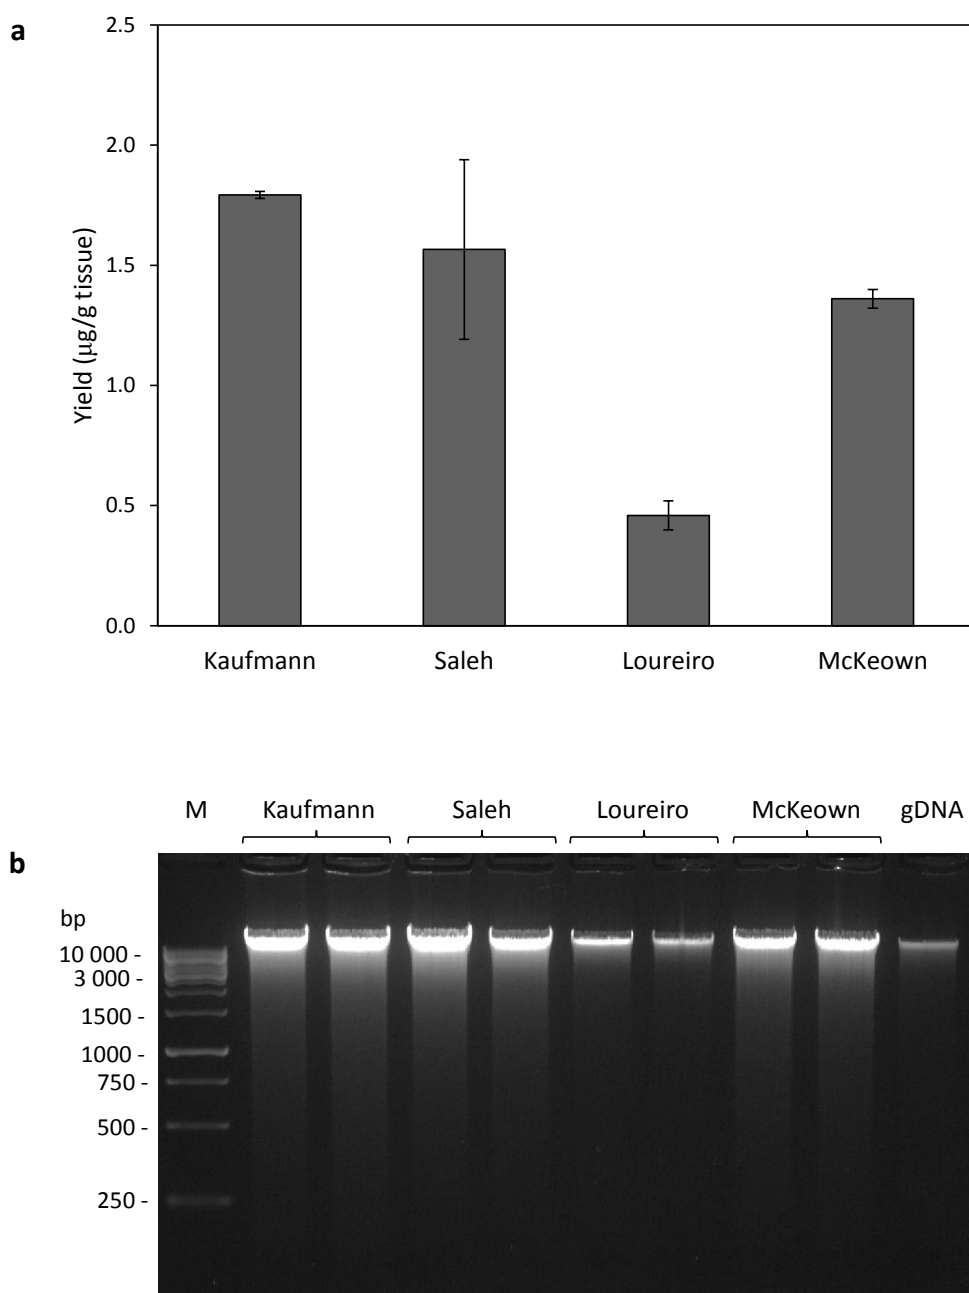 a
Yield (µg/g tissue)
2.5
2.0
1.5
1.0
0.5
0.0
Kaufmann Saleh Loureiro McKeown
M Kaufmann Saleh Loureiro McKeown gDNA
b
bp
10 000 -
3 000 -
1500 -
1000 -
750 -
500 -
250 -